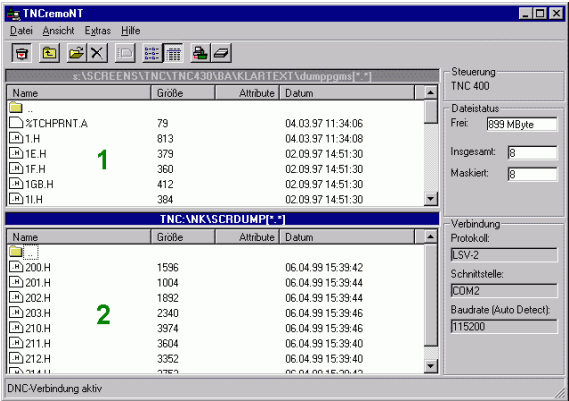 TNCremoNT
Datei Ansicht Extras Hilfe
s:\SCREENS\TNC\TNC430\BA\KLARTEXT\dumppgms[*.*]
Name Größe Attribute Datum
..
%TCHPRNT.A 79 04.03.97 11:34:06
1.H 813 04.03.97 11:34:08
1E.H 379 02.09.97 14:51:30
1F.H 360 02.09.97 14:51:30
1GB.H 412 02.09.97 14:51:30
1I.H 384 02.09.97 14:51:30
1
TNC:\NK\SCRDUMP[*.*]
Name Größe Attribute Datum
..
200.H 1596 06.04.99 15:39:42
201.H 1004 06.04.99 15:39:44
202.H 1892 06.04.99 15:39:44
203.H 2340 06.04.99 15:39:46
210.H 3974 06.04.99 15:39:46
211.H 3604 06.04.99 15:39:40
212.H 3352 06.04.99 15:39:40
2
Steuerung
TNC 400
Dateistatus
Frei: 899 MByte
Insgesamt: 8
Maskiert: 8
Verbindung
Protokoll:
LSV-2
Schnittstelle:
COM2
Baudrate (Auto Detect):
115200
DNC-Verbindung aktiv